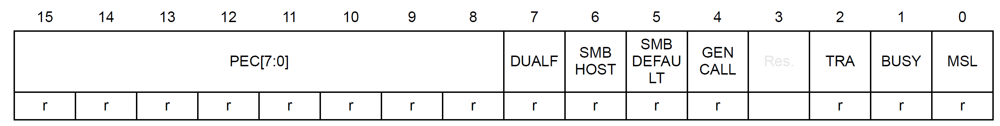 15 14 13 12 11 10 9 8 7 6 5 4 3 2 1 0
PEC[7:0]
DUALF
SMB
HOST
SMB
DEFAU
LT
GEN
CALL
Res.
TRA
BUSY
MSL
r r r r r r r r r r r r r r r